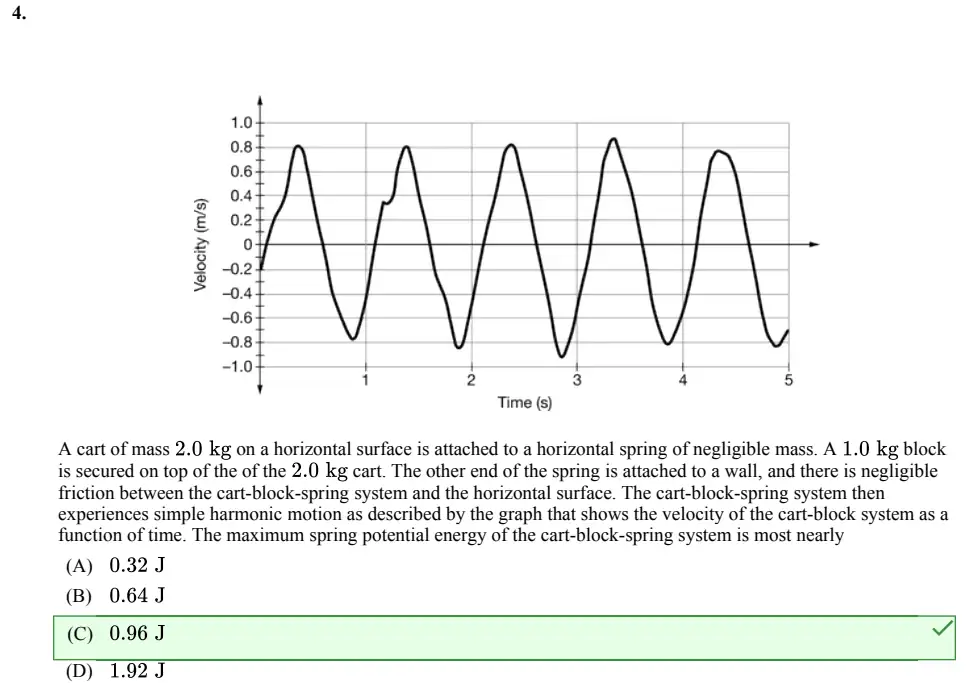 4.
1.0
0.8
0.6
0.4
0.2
0
−0.2
−0.4
−0.6
−0.8
−1.0
Velocity (m/s)
1 2 3 4 5
Time (s)
A cart of mass 2.0 kg on a horizontal surface is attached to a horizontal spring of negligible mass. A 1.0 kg block
is secured on top of the of the 2.0 kg cart. The other end of the spring is attached to a wall, and there is negligible
friction between the cart-block-spring system and the horizontal surface. The cart-block-spring system then
experiences simple harmonic motion as described by the graph that shows the velocity of the cart-block system as a
function of time. The maximum spring potential energy of the cart-block-spring system is most nearly
(A) 0.32 J
(B) 0.64 J
(C) 0.96 J
(D) 1.92 J